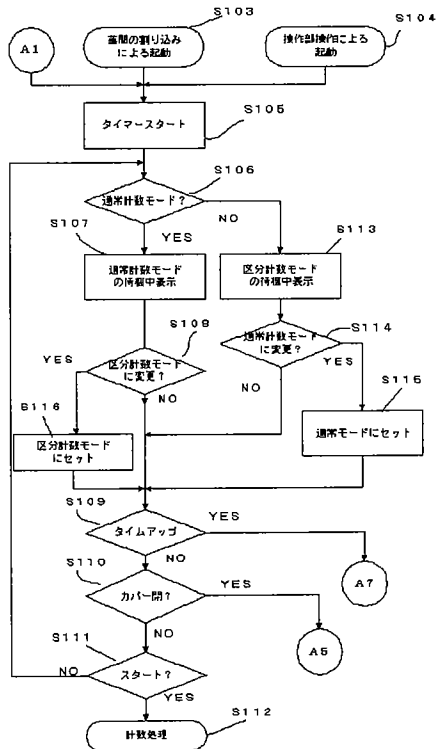 S103
S104
A1
による起動
操作部操作による
起動
S105
タイマースタート
S106
通常計数モード?
S107
YES
NO
S113
通常計数モード
の待機中表示
区分計数モード
の待機中表示
S108
S114
区分計数モード
に変更?
YES
NO
通常計数モード
に変更?
YES
NO
S115
S116
区分計数モード
にセット
通常モードにセット
S109
タイムアップ
YES
NO
S110
A7
カバー開?
YES
NO
S111
A5
スタート?
NO
YES
S112
計数処理